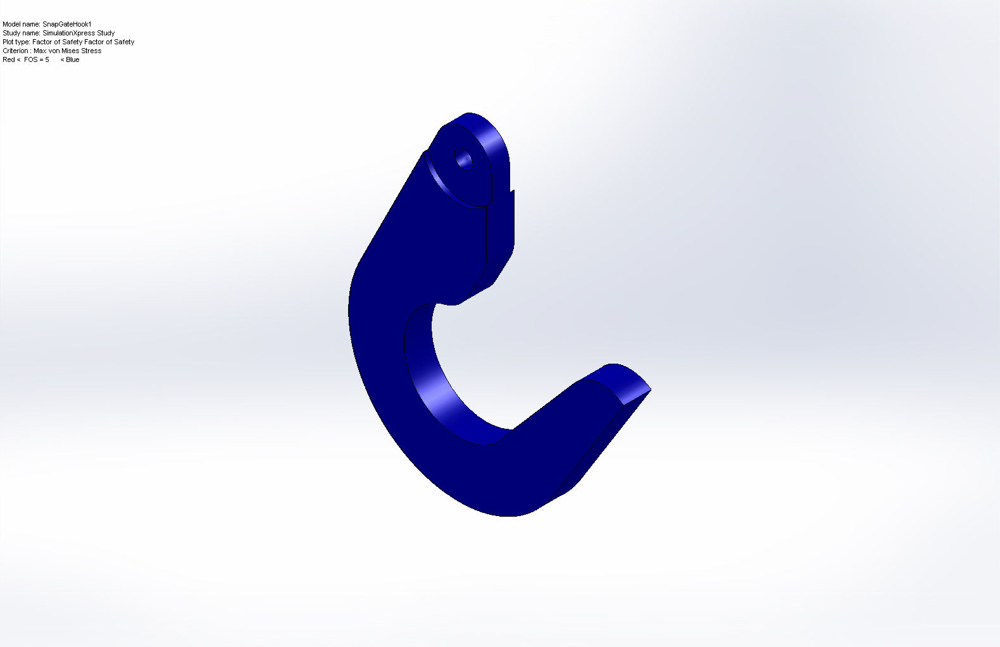 Model name: SnapGateHook1
Study name: SimulationXpress Study
Plot type: Factor of Safety Factor of Safety
Criterion : Max von Mises Stress
Red < FOS = 5 < Blue